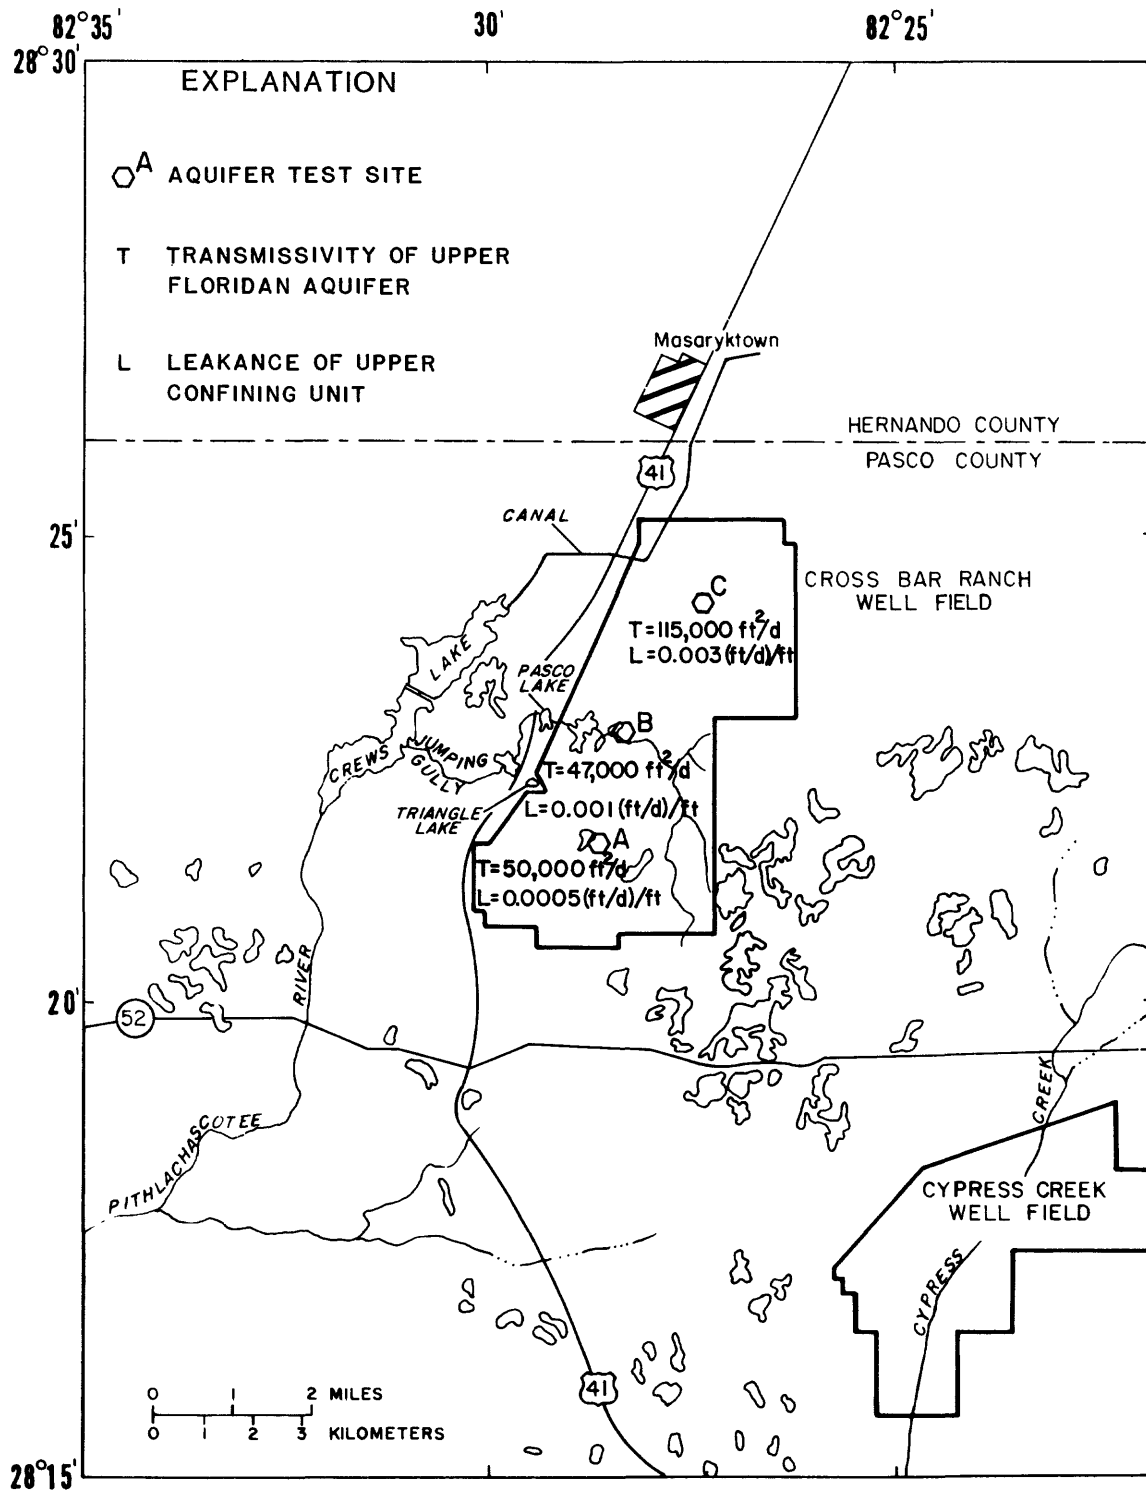 82°35'
30'
82°25'
28°30'
EXPLANATION
A AQUIFER TEST SITE
T TRANSMISSIVITY OF UPPER
FLORIDAN AQUIFER
L LEAKANCE OF UPPER
CONFINING UNIT
Masaryktown
HERNANDO COUNTY
PASCO COUNTY
41
25'
CANAL
CROSS BAR RANCH
WELL FIELD
C
T=115,000 ft²/d
L=0.003(ft/d)/ft
LAKE
PASCO
LAKE
B
CREWS
JUMPING
GULLY
T=47,000 ft²/d
L=0.001(ft/d)/ft
TRIANGLE
LAKE
A
T=50,000 ft²/d
L=0.0005(ft/d)/ft
RIVER
20'
52
CREEK
PITHLACHASCOTEE
CYPRESS CREEK
WELL FIELD
CYPRESS
41
0 1 2 MILES
0 1 2 3 KILOMETERS
28°15'